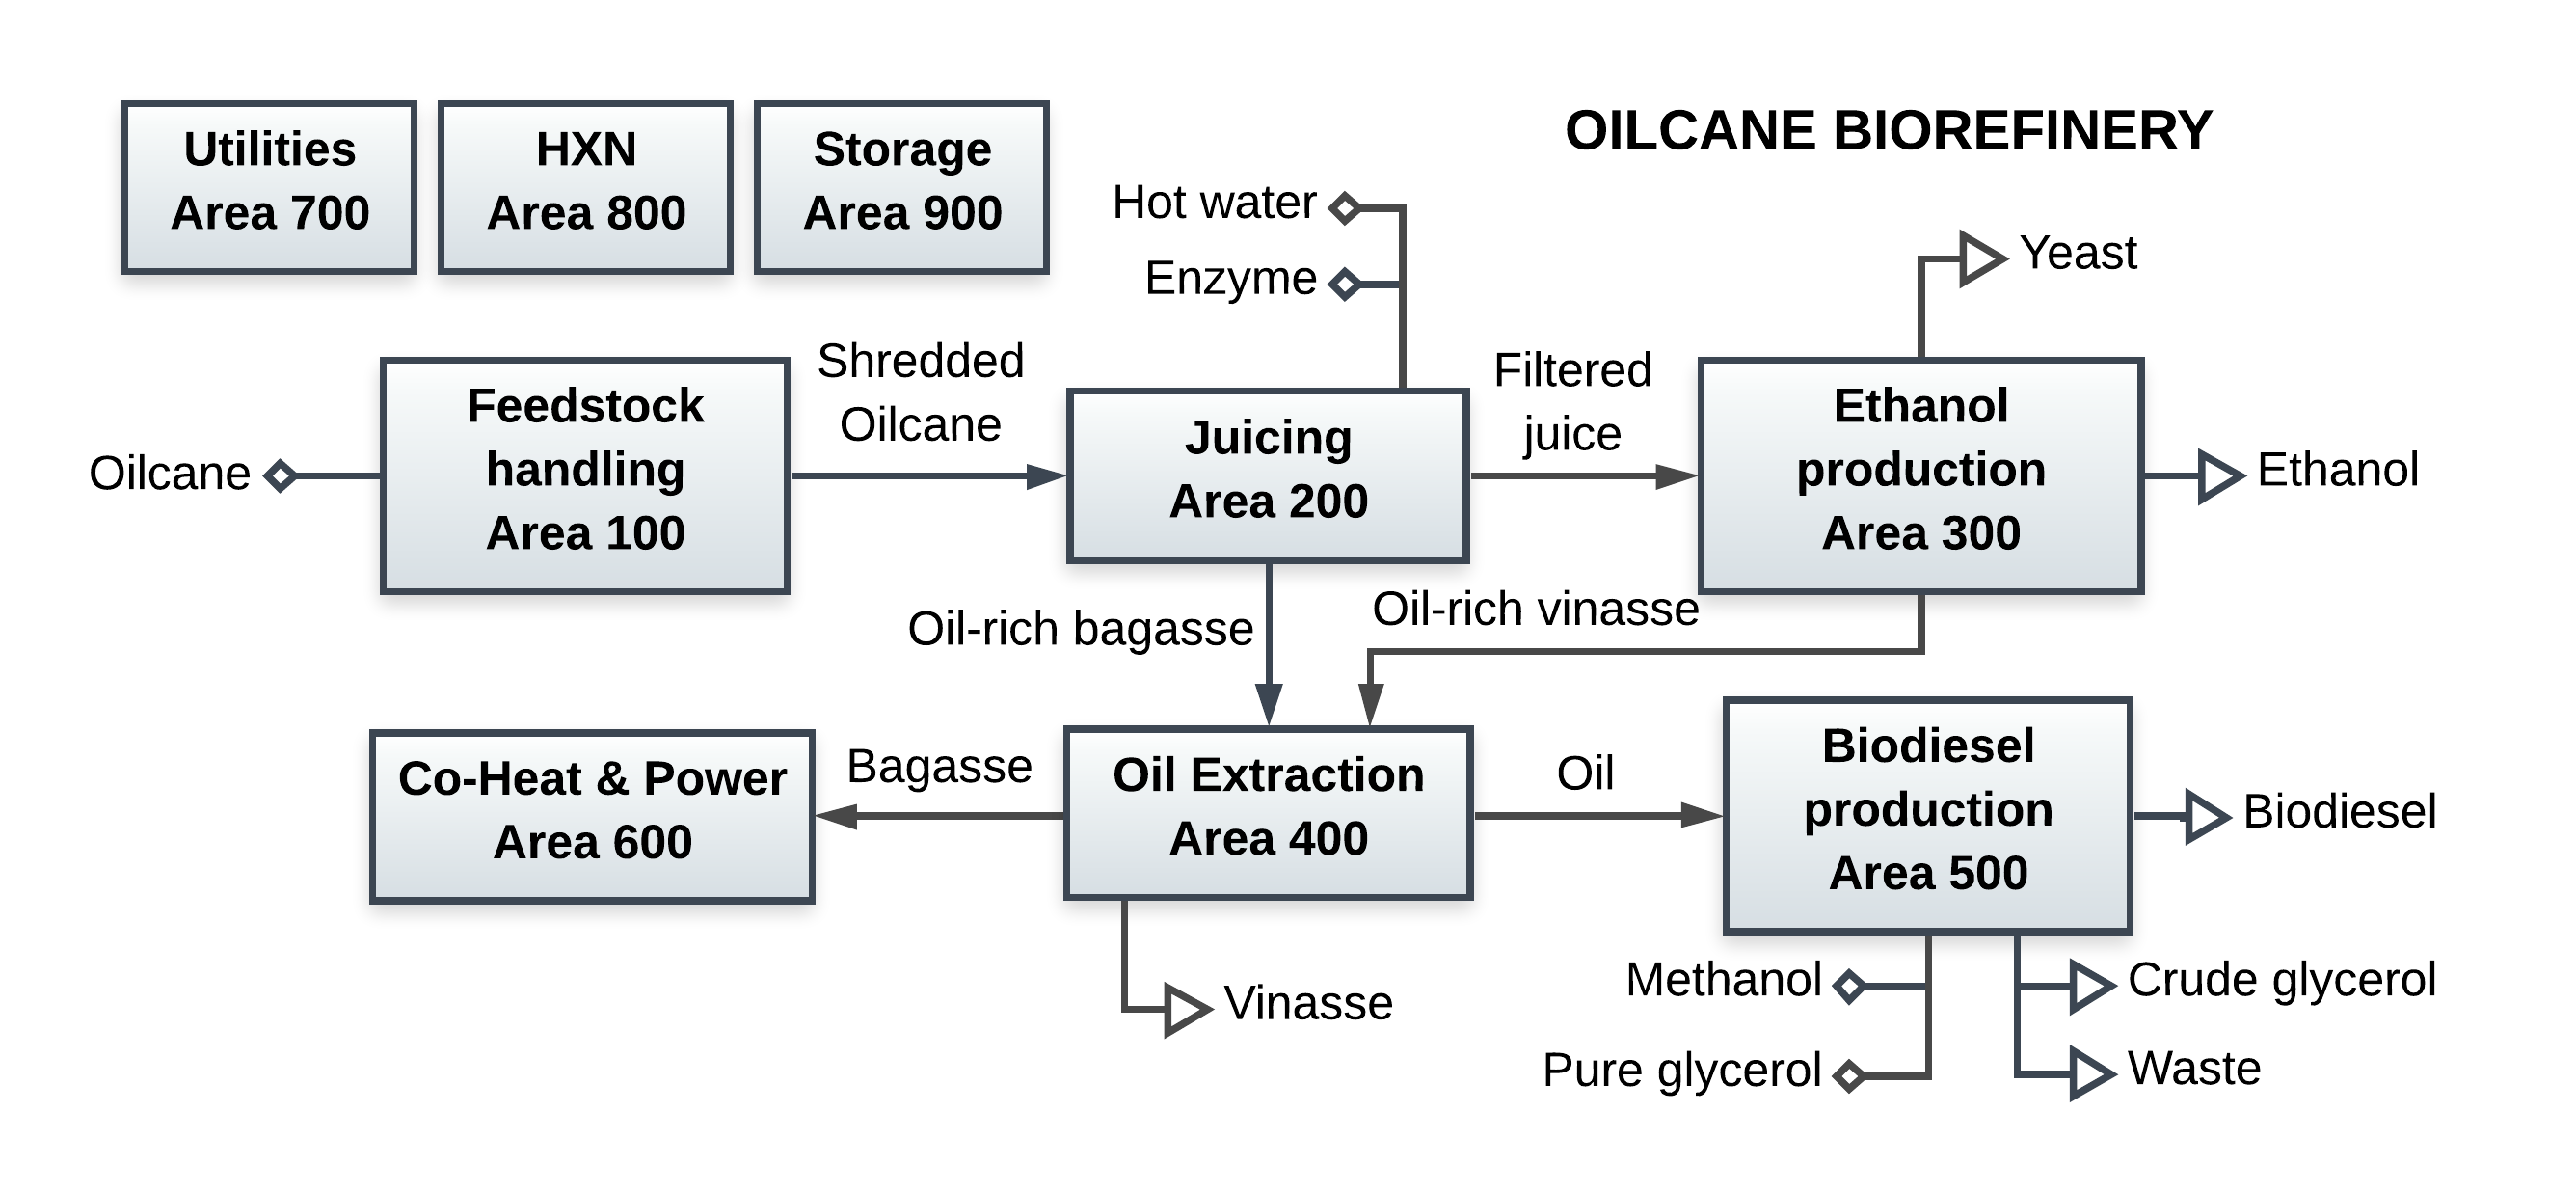 OILCANE BIOREFINERY
Utilities
Area 700
HXN
Area 800
Storage
Area 900
Hot water
Enzyme
Yeast
Oilcane
Feedstock
handling
Area 100
Shredded
Oilcane
Juicing
Area 200
Filtered
juice
Ethanol
production
Area 300
Ethanol
Oil-rich bagasse
Oil-rich vinasse
Co-Heat & Power
Area 600
Bagasse
Oil Extraction
Area 400
Oil
Biodiesel
production
Area 500
Biodiesel
Vinasse
Methanol
Pure glycerol
Crude glycerol
Waste